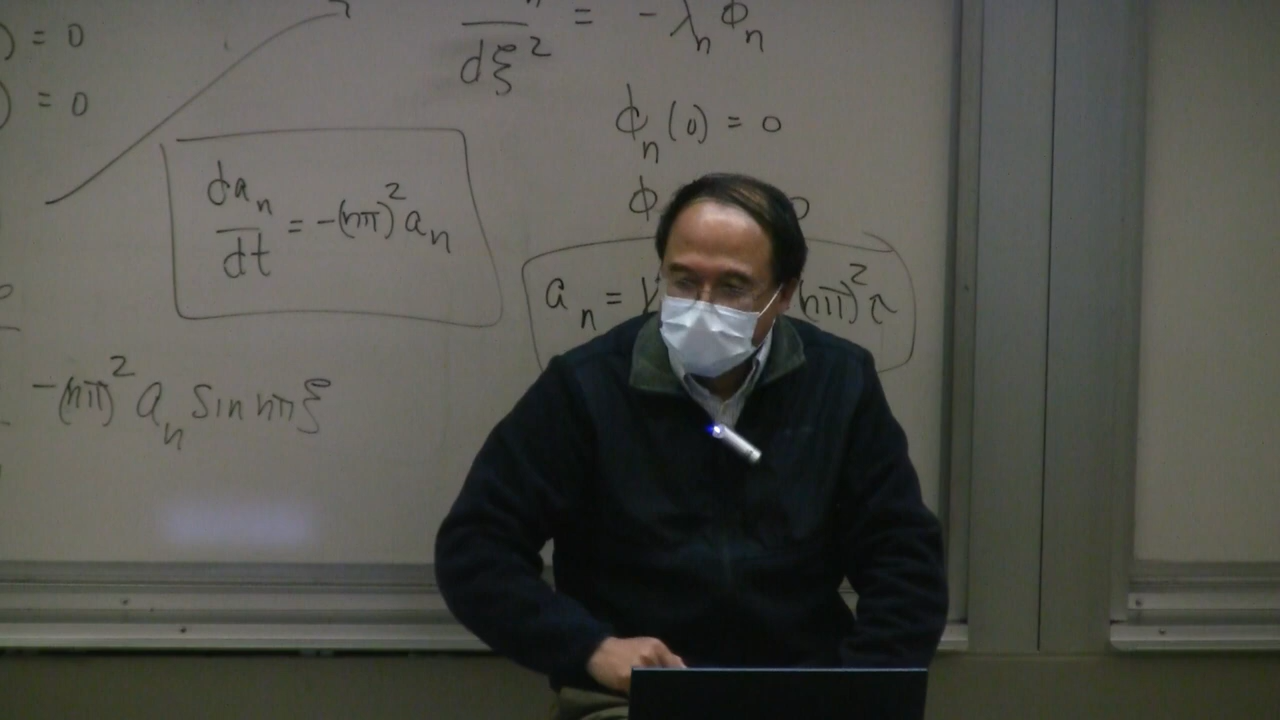 ) = 0
) = 0
dξ² = - λₙ ϕₙ
ϕₙ(0) = 0
daₙ/dt = -(nπ)² aₙ
ϕ 0
aₙ = (nπ)² τ
-(nπ)² aₙ sin nπξ